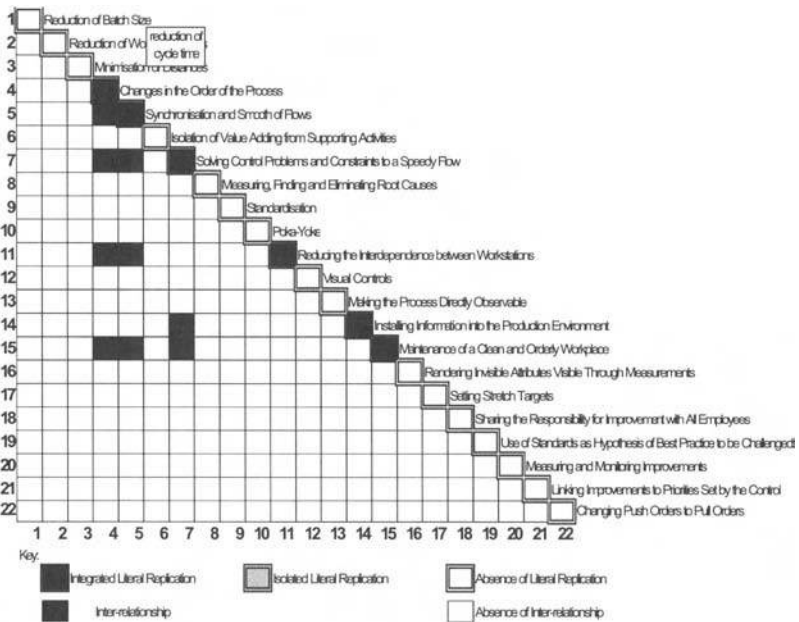 1 Reduction of Batch Size
reduction of
cycle time
2 Reduction of
3 Minimisation of Distances
4 Changes in the Order of the Process
5 Synchronisation and Smooth of Flows
6 Isolation of Value Adding from Supporting Activities
7 Solving Control Problems and Constraints to a Speedy Flow
8 Measuring, Finding and Eliminating Root Causes
9 Standardisation
10 Poka-Yoke
11 Reducing the Interdependence between Workstations
12 Visual Controls
13 Making the Process Directly Observable
14 Installing Information into the Production Environment
15 Maintenance of a Clean and Orderly Workplace
16 Rendering Invisible Attributes Visible Through Measurements
17 Setting Stretch Targets
18 Sharing the Responsibility for Improvement with All Employees
19 Use of Standards as Hypothesis of Best Practice to be Challenged
20 Measuring and Monitoring Improvements
21 Linking Improvements to Priorities Set by the Control
22 Changing Push Orders to Pull Orders
1 2 3 4 5 6 7 8 9 10 11 12 13 14 15 16 17 18 19 20 21 22
Key:
Integrated Literal Replication Isolated Literal Replication Absence of Literal Replication
Inter-relationship Absence of Inter-relationship